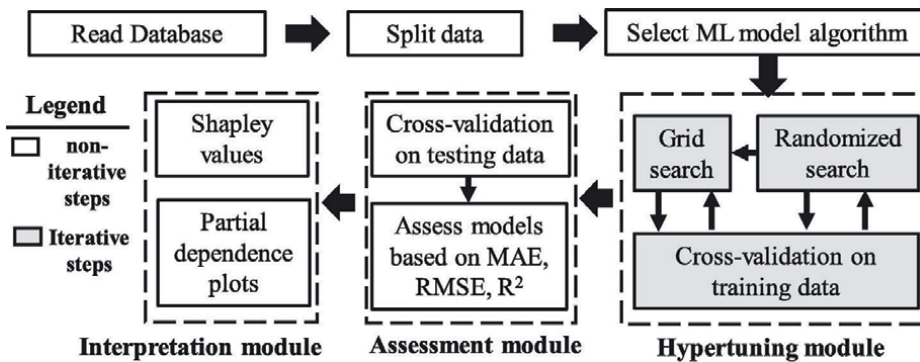 Read Database
Split data
Select ML model algorithm
Legend
non-
iterative
steps
Iterative
steps
Shapley
values
Partial
dependence
plots
Interpretation module
Cross-validation
on testing data
Assess models
based on MAE,
RMSE, R²
Assessment module
Grid
search
Randomized
search
Cross-validation on
training data
Hypertuning module